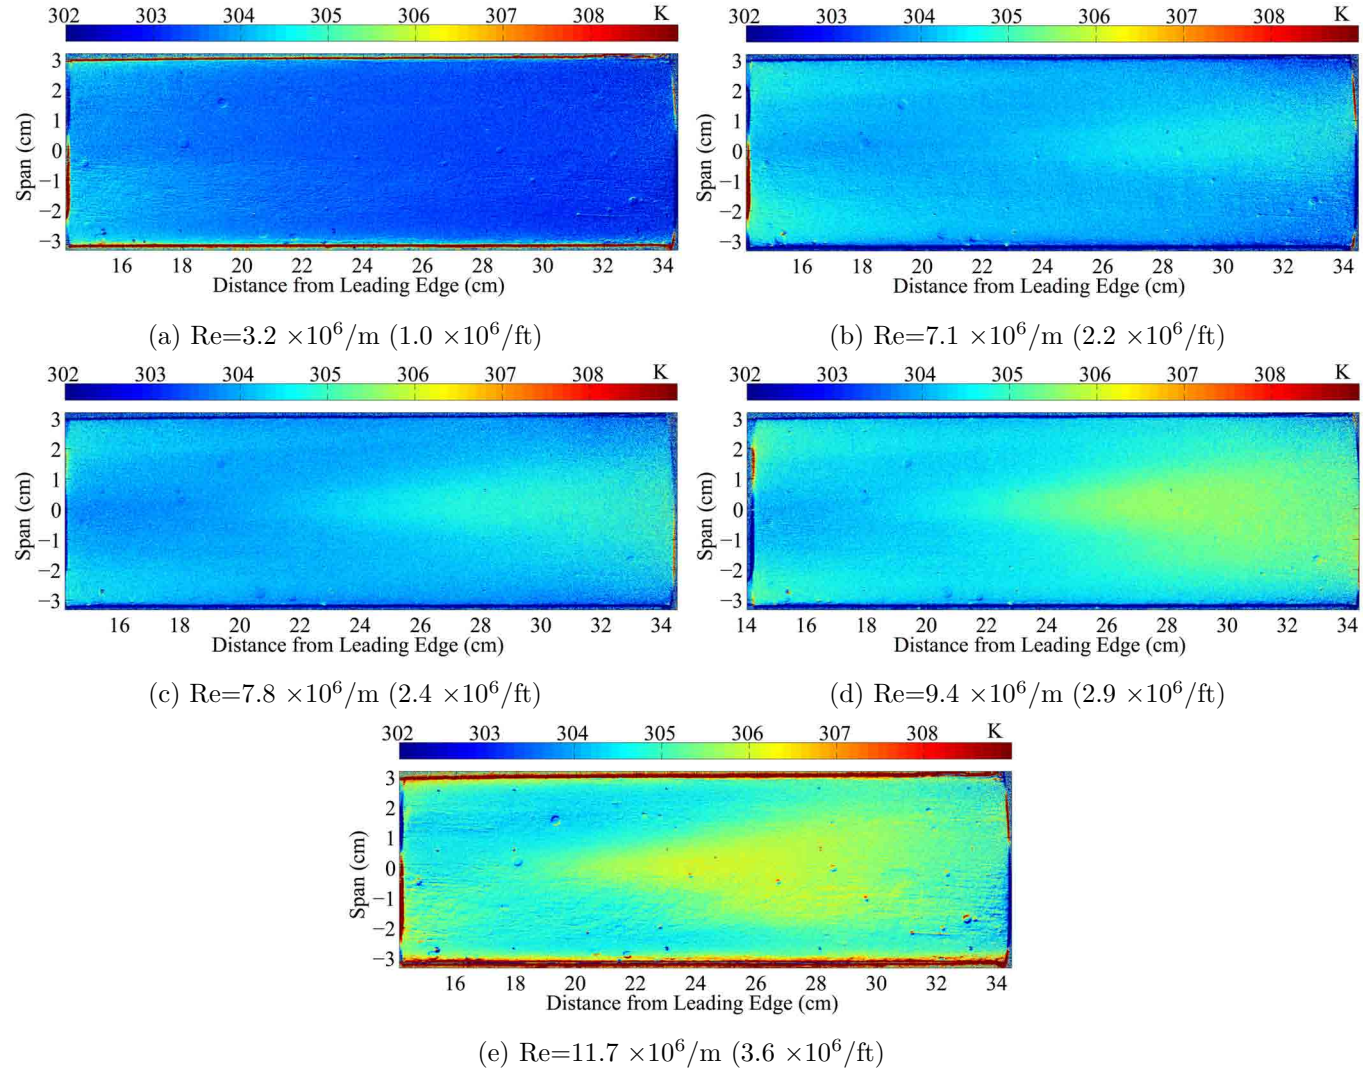 302 303 304 305 306 307 308 K
302 303 304 305 306 307 308 K
Span (cm)
3
2
1
0
−1
−2
−3
16 18 20 22 24 26 28 30 32 34
Distance from Leading Edge (cm)
(a) Re=3.2 ×10⁶/m (1.0 ×10⁶/ft)
Span (cm)
3
2
1
0
−1
−2
−3
16 18 20 22 24 26 28 30 32 34
Distance from Leading Edge (cm)
(b) Re=7.1 ×10⁶/m (2.2 ×10⁶/ft)
302 303 304 305 306 307 308 K
302 303 304 305 306 307 308 K
Span (cm)
3
2
1
0
−1
−2
−3
16 18 20 22 24 26 28 30 32 34
Distance from Leading Edge (cm)
(c) Re=7.8 ×10⁶/m (2.4 ×10⁶/ft)
Span (cm)
3
2
1
0
−1
−2
−3
14 16 18 20 22 24 26 28 30 32 34
Distance from Leading Edge (cm)
(d) Re=9.4 ×10⁶/m (2.9 ×10⁶/ft)
302 303 304 305 306 307 308 K
Span (cm)
3
2
1
0
−1
−2
−3
16 18 20 22 24 26 28 30 32 34
Distance from Leading Edge (cm)
(e) Re=11.7 ×10⁶/m (3.6 ×10⁶/ft)